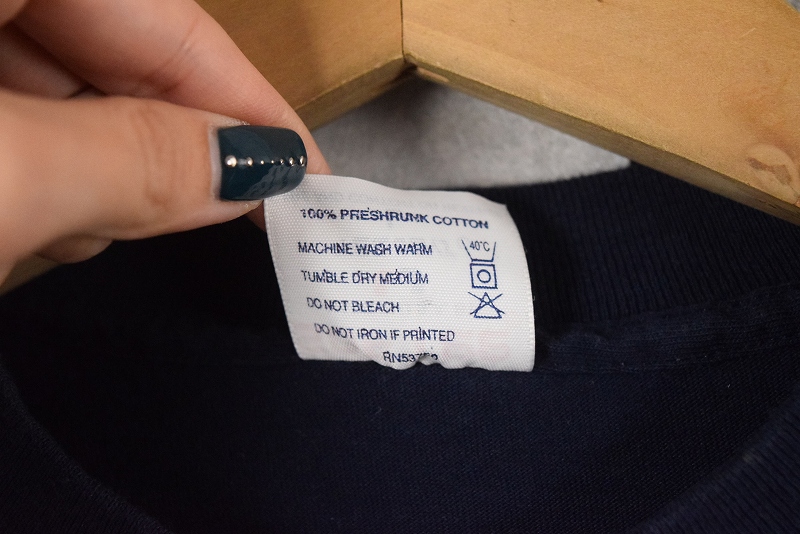 100% PRESHRUNK COTTON
MACHINE WASH WARM
40°C
TUMBLE DRY MEDIUM
DO NOT BLEACH
DO NOT IRON IF PRINTED